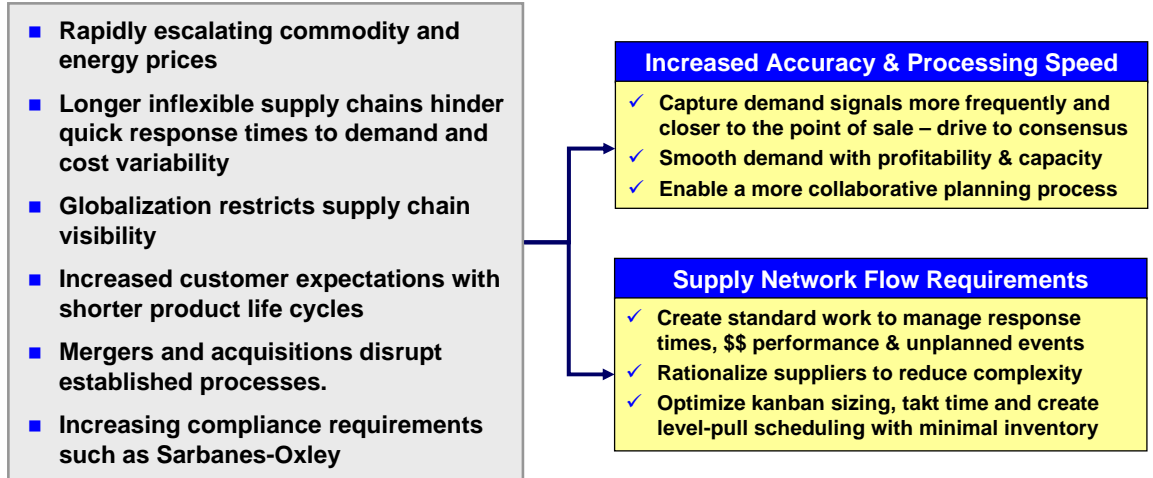 Rapidly escalating commodity and
energy prices
Longer inflexible supply chains hinder
quick response times to demand and
cost variability
Globalization restricts supply chain
visibility
Increased customer expectations with
shorter product life cycles
Mergers and acquisitions disrupt
established processes.
Increasing compliance requirements
such as Sarbanes-Oxley
Increased Accuracy & Processing Speed
Capture demand signals more frequently and
closer to the point of sale – drive to consensus
Smooth demand with profitability & capacity
Enable a more collaborative planning process
Supply Network Flow Requirements
Create standard work to manage response
times, $$ performance & unplanned events
Rationalize suppliers to reduce complexity
Optimize kanban sizing, takt time and create
level-pull scheduling with minimal inventory